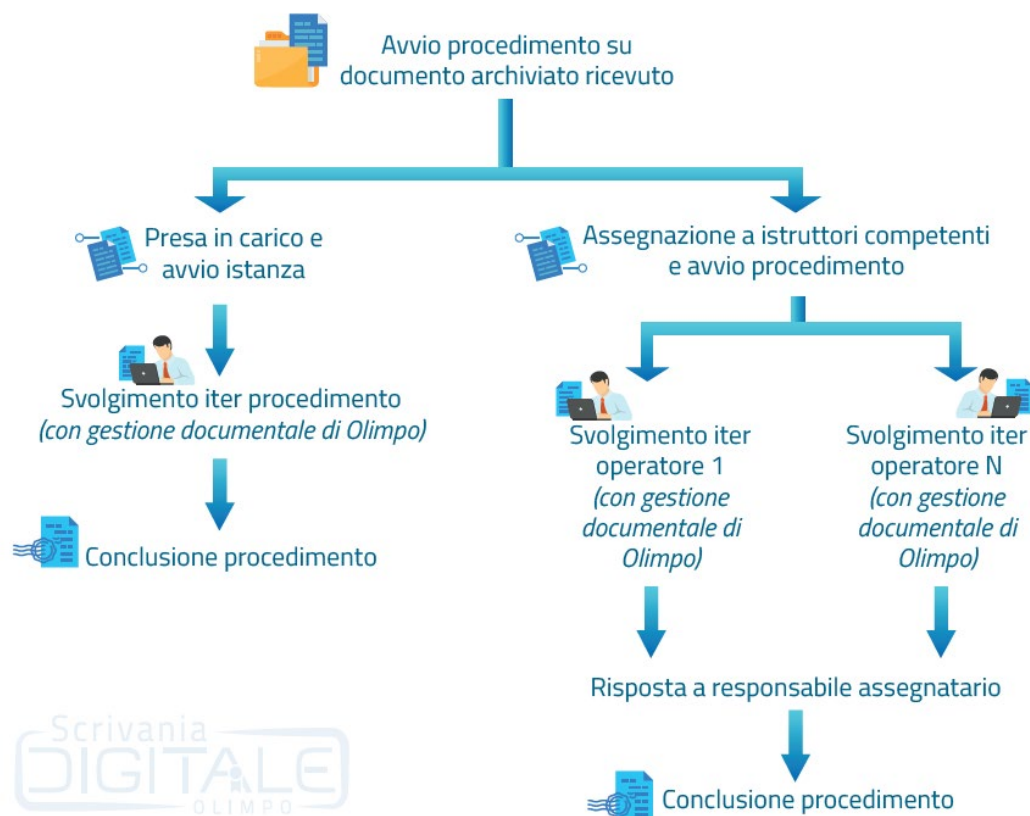 Avvio procedimento su
documento archiviato ricevuto
Presa in carico e
avvio istanza
Svolgimento iter procedimento
(con gestione documentale di Olimpo)
Conclusione procedimento
Assegnazione a istruttori competenti
e avvio procedimento
Svolgimento iter
operatore 1
(con gestione
documentale di
Olimpo)
Svolgimento iter
operatore N
(con gestione
documentale di
Olimpo)
Risposta a responsabile assegnatario
Conclusione procedimento
Scrivania
DIGITALE
OLIMPO